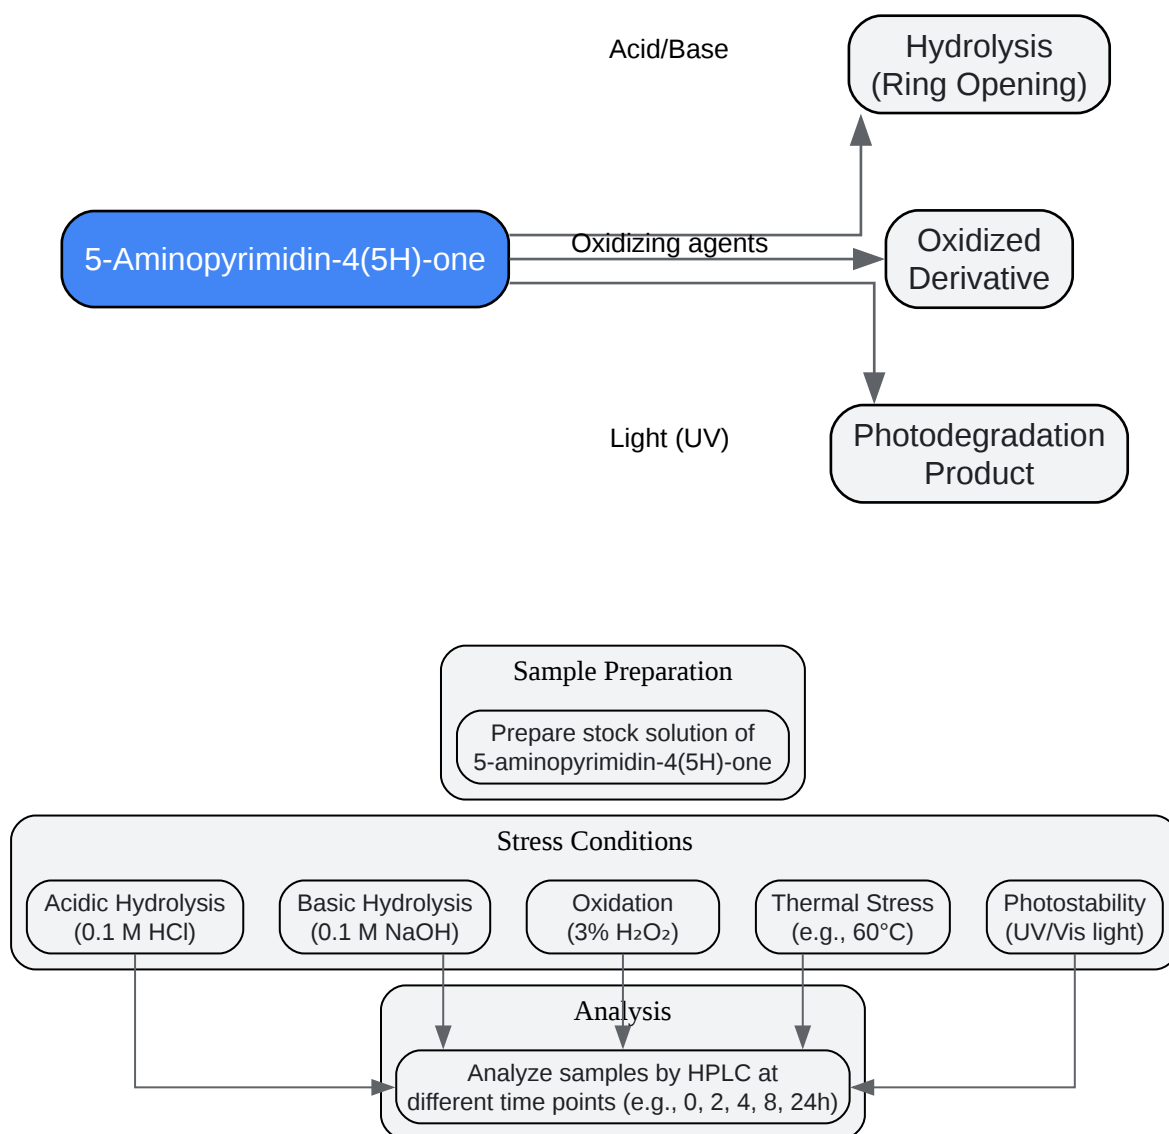 Acid/Base
Hydrolysis
(Ring Opening)
5-Aminopyrimidin-4(5H)-one
Oxidizing agents
Oxidized
Derivative
Light (UV)
Photodegradation
Product
Sample Preparation
Prepare stock solution of
5-aminopyrimidin-4(5H)-one
Stress Conditions
Acidic Hydrolysis
(0.1 M HCl)
Basic Hydrolysis
(0.1 M NaOH)
Oxidation
(3% H₂O₂)
Thermal Stress
(e.g., 60°C)
Photostability
(UV/Vis light)
Analysis
Analyze samples by HPLC at
different time points (e.g., 0, 2, 4, 8, 24h)